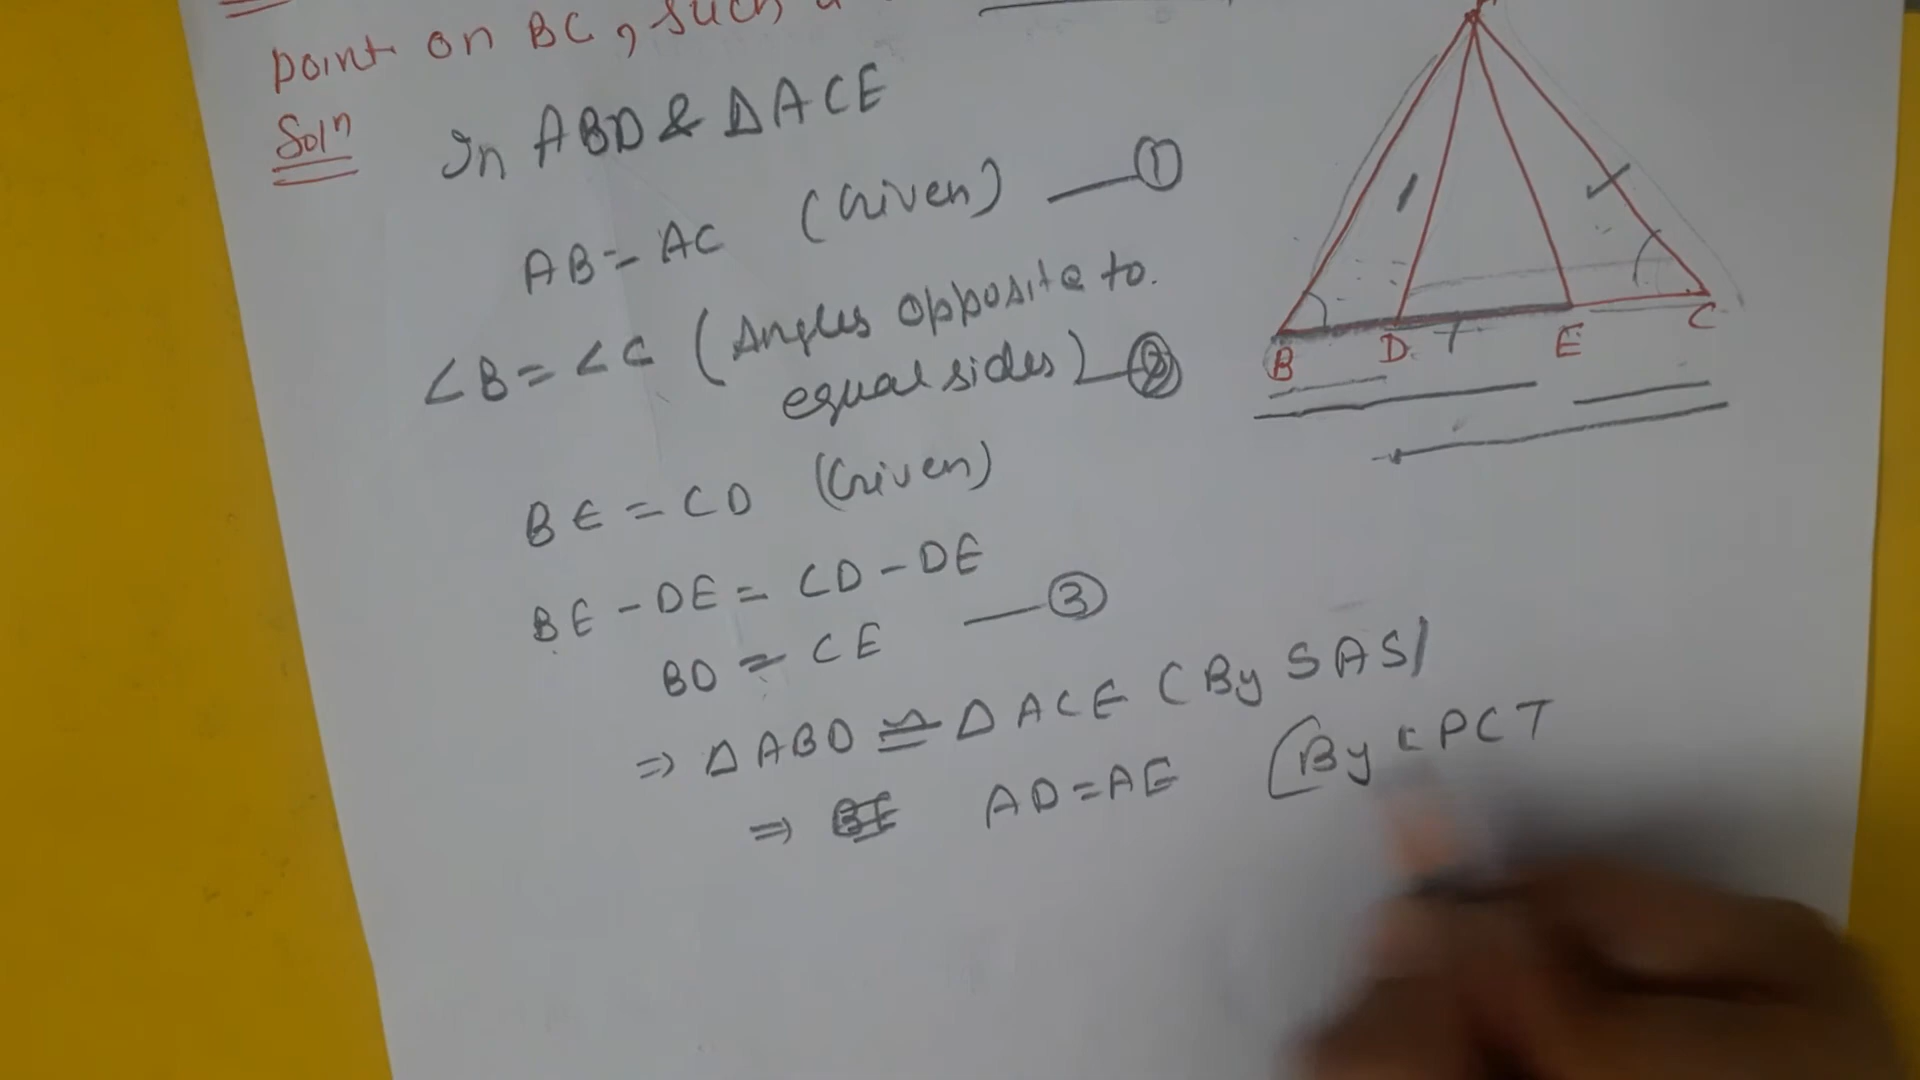 point on BC, such
Solⁿ In ABD & ΔACE
AB = AC (Given) — ①
∠B = ∠C (Angles opposite to.
equal sides) — ②
BE = CD (Given)
BE - DE = CD - DE
BD = CE — ③
⇒ ΔABD ≅ ΔACE (By SAS)
⇒ AD = AE (By CPCT
B D E C